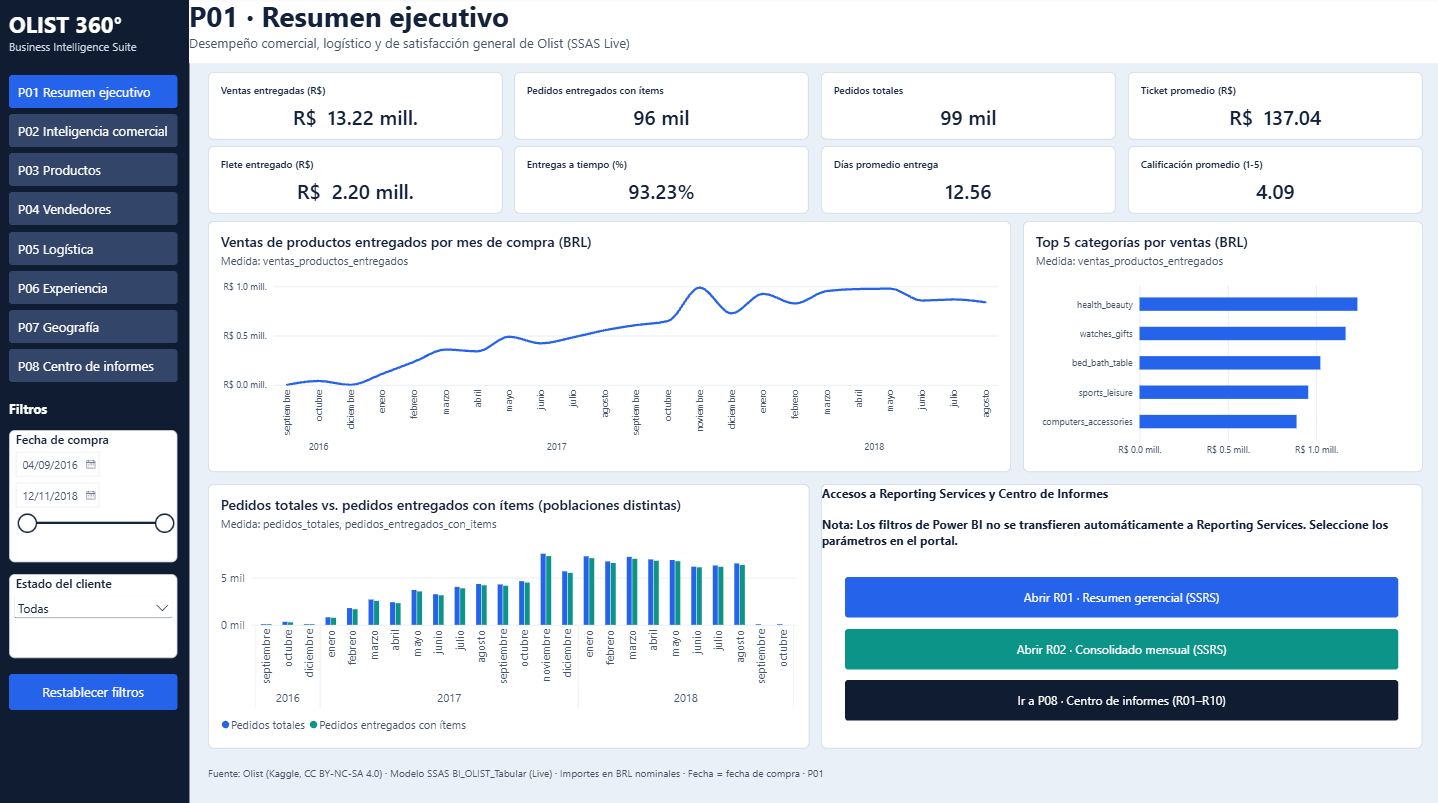 OLIST 360°
Business Intelligence Suite
P01 Resumen ejecutivo
P02 Inteligencia comercial
P03 Productos
P04 Vendedores
P05 Logística
P06 Experiencia
P07 Geografía
P08 Centro de informes
Filtros
Fecha de compra
04/09/2016
12/11/2018
Estado del cliente
Todas
Restablecer filtros
P01 · Resumen ejecutivo
Desempeño comercial, logístico y de satisfacción general de Olist (SSAS Live)
Ventas entregadas (R$)
R$ 13.22 mill.
Pedidos entregados con ítems
96 mil
Pedidos totales
99 mil
Ticket promedio (R$)
R$ 137.04
Flete entregado (R$)
R$ 2.20 mill.
Entregas a tiempo (%)
93.23%
Días promedio entrega
12.56
Calificación promedio (1-5)
4.09
Ventas de productos entregados por mes de compra (BRL)
Medida: ventas_productos_entregados
R$ 1.0 mill.
R$ 0.5 mill.
R$ 0.0 mill.
septiembre
octubre
diciembre
enero
febrero
marzo
abril
mayo
junio
julio
agosto
septiembre
octubre
noviembre
diciembre
enero
febrero
marzo
abril
mayo
junio
julio
agosto
2016
2017
2018
Top 5 categorías por ventas (BRL)
Medida: ventas_productos_entregados
health_beauty
watches_gifts
bed_bath_table
sports_leisure
computers_accessories
R$ 0.0 mill.
R$ 0.5 mill.
R$ 1.0 mill.
Pedidos totales vs. pedidos entregados con ítems (poblaciones distintas)
Medida: pedidos_totales, pedidos_entregados_con_items
5 mil
0 mil
septiembre
octubre
diciembre
enero
febrero
marzo
abril
mayo
junio
julio
agosto
septiembre
octubre
noviembre
diciembre
enero
febrero
marzo
abril
mayo
junio
julio
agosto
septiembre
octubre
2016
2017
2018
Pedidos totales
Pedidos entregados con ítems
Accesos a Reporting Services y Centro de Informes
Nota: Los filtros de Power BI no se transfieren automáticamente a Reporting Services. Seleccione los
parámetros en el portal.
Abrir R01 · Resumen gerencial (SSRS)
Abrir R02 · Consolidado mensual (SSRS)
Ir a P08 · Centro de informes (R01–R10)
Fuente: Olist (Kaggle, CC BY-NC-SA 4.0) · Modelo SSAS BI_OLIST_Tabular (Live) · Importes en BRL nominales · Fecha = fecha de compra · P01